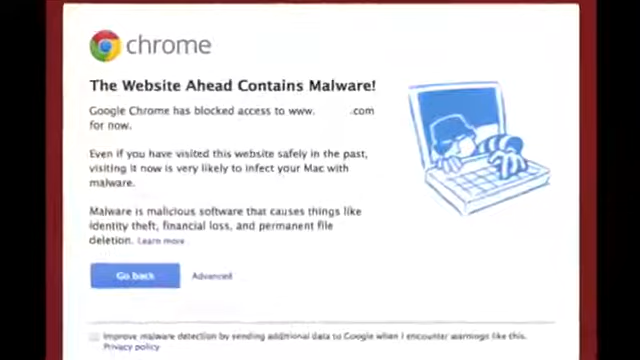 chrome
The Website Ahead Contains Malware!
Google Chrome has blocked access to www. .com
for now.
Even if you have visited this website safely in the past,
visiting it now is very likely to infect your Mac with
malware.
Malware is malicious software that causes things like
identity theft, financial loss, and permanent file
deletion. Learn more
Go back Advanced
Improve malware detection by sending additional data to Google when I encounter warnings like this.
Privacy policy